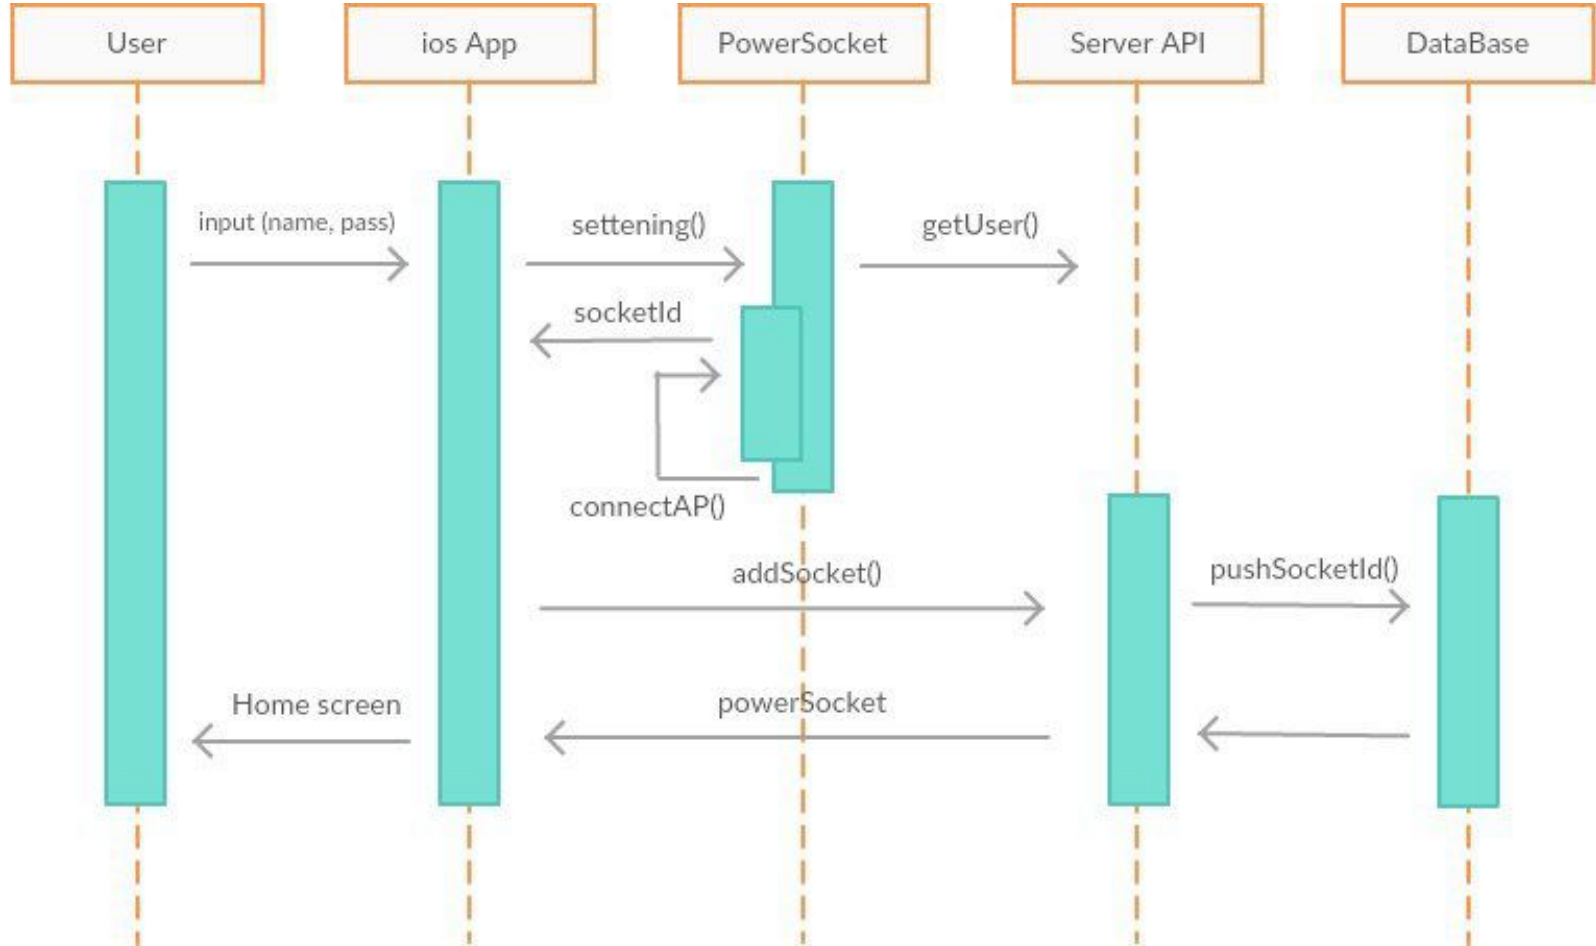 User
ios App
PowerSocket
Server API
DataBase
input (name, pass)
settening()
getUser()
socketId
connectAP()
addSocket()
pushSocketId()
Home screen
powerSocket